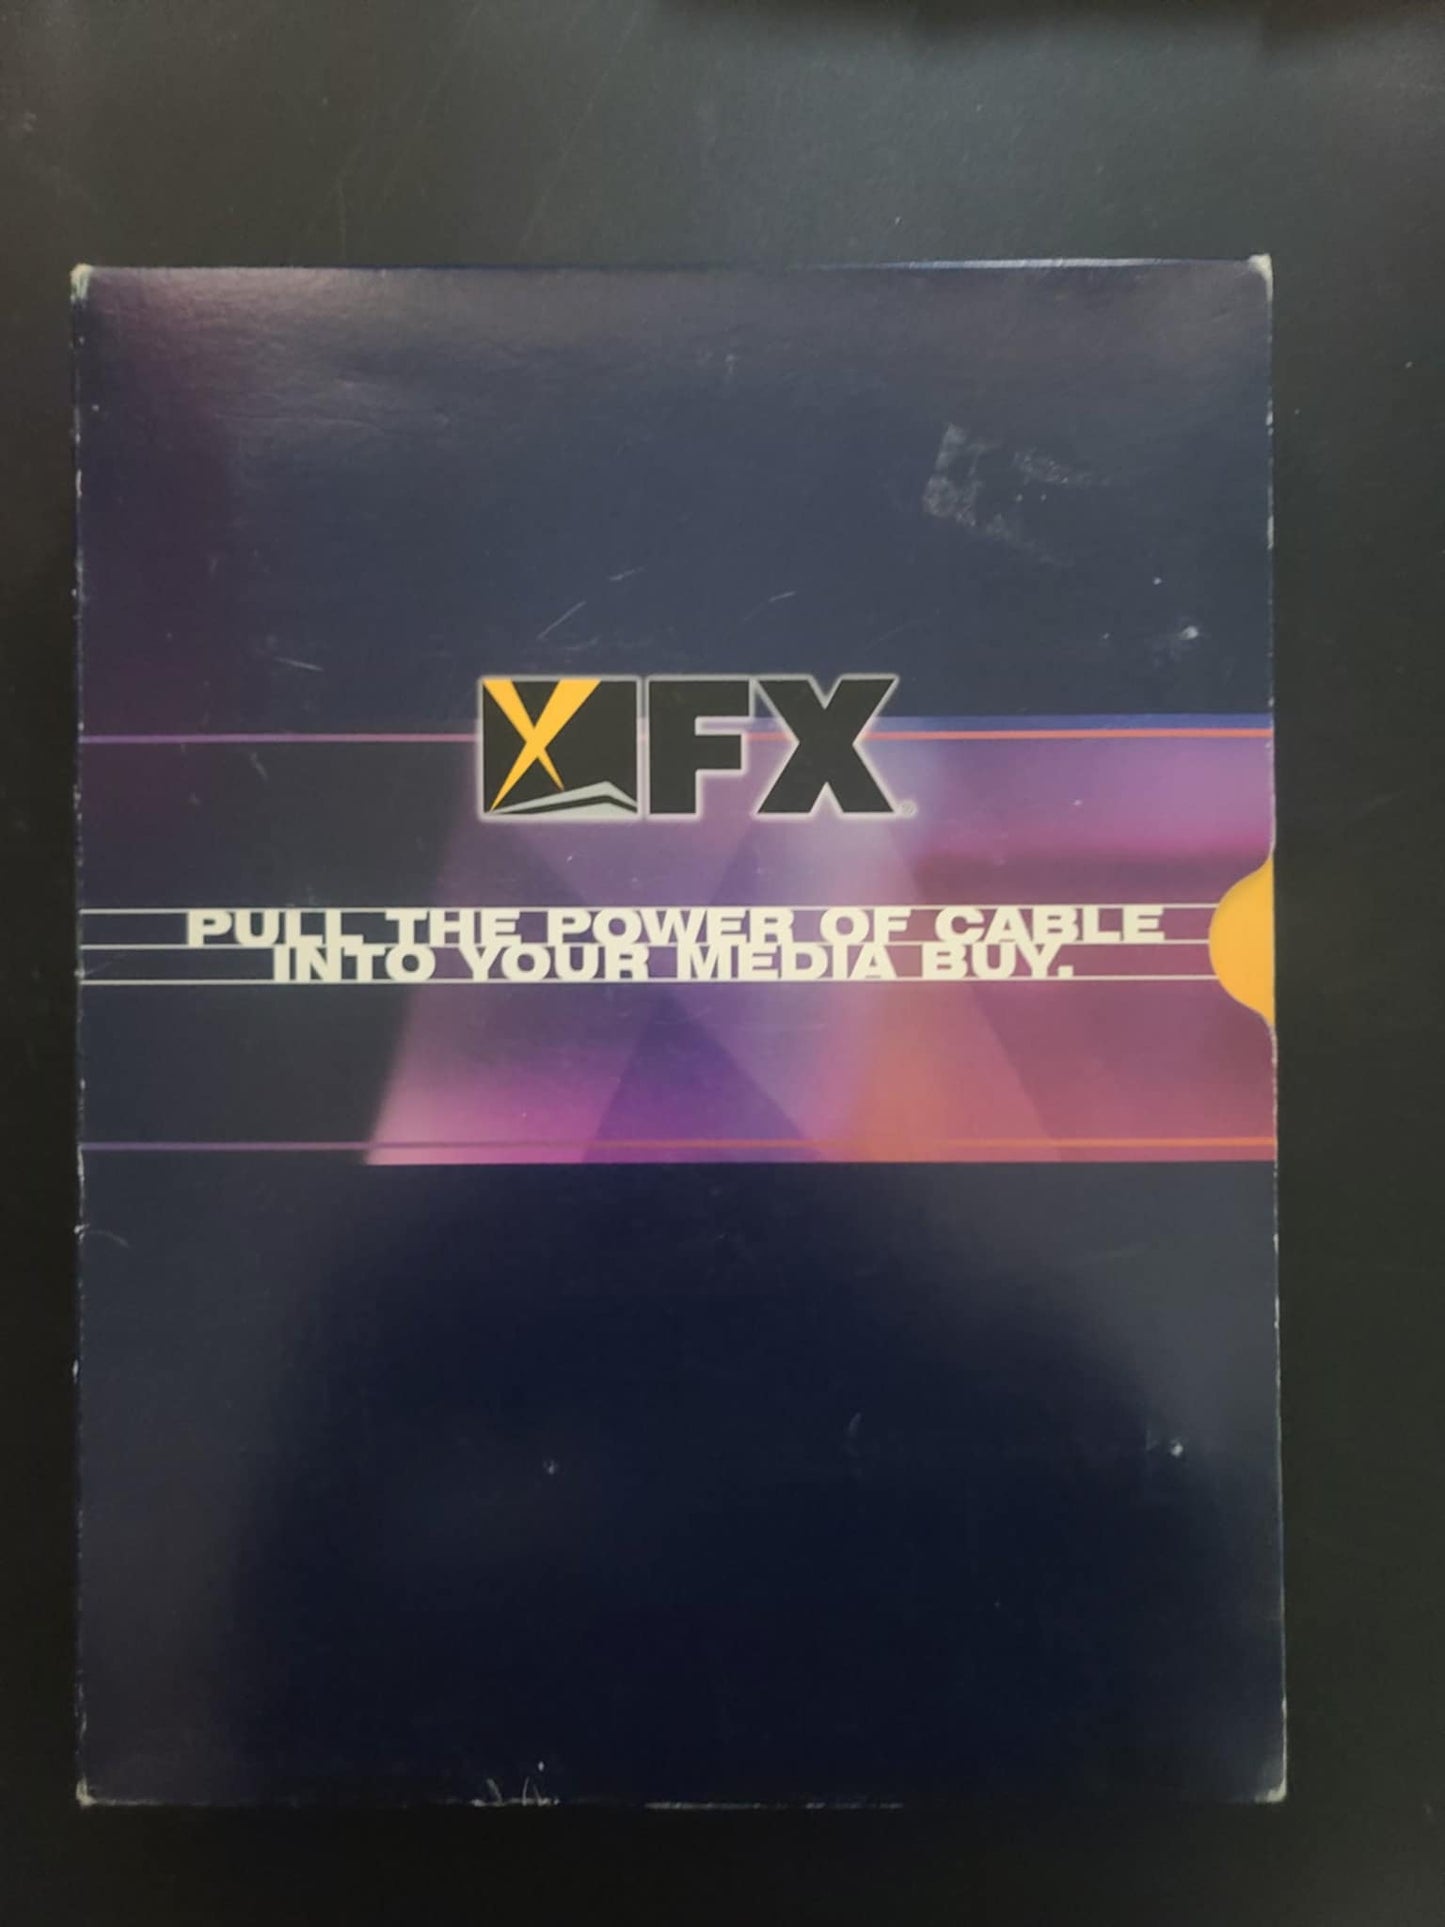 FX®
PULL THE POWER OF CABLE
INTO YOUR MEDIA BUY.